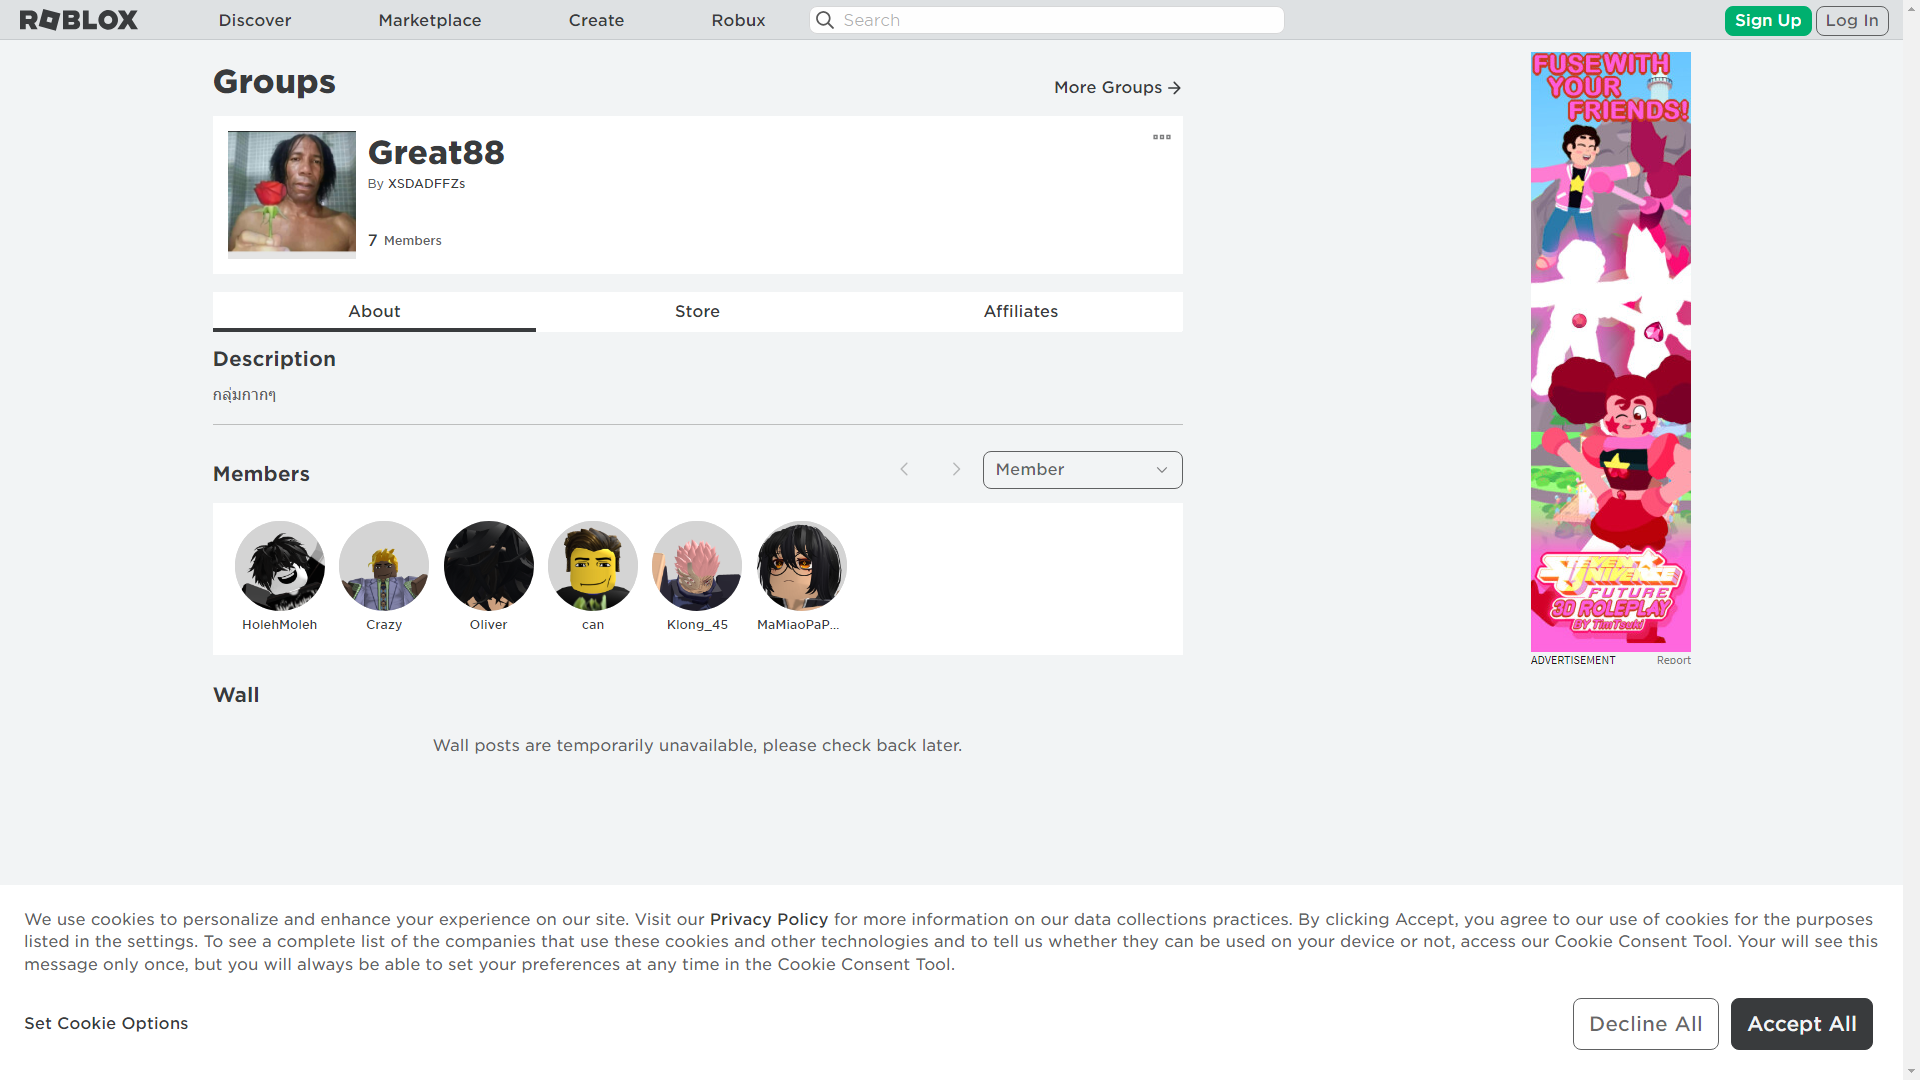 ROBLOX
Discover
Marketplace
Create
Robux
Search
Sign Up
Log In
Groups
More Groups
Great88
By XSDADFFZs
7 Members
About
Store
Affiliates
Description
กลุ่มกากๆ
Members
Member
HolehMoleh
Crazy
Oliver
can
Klong_45
MaMiaoPaP...
Wall
Wall posts are temporarily unavailable, please check back later.
FUSE WITH
YOUR
FRIENDS!
STEVEN
UNIVERSE
FUTURE
3D ROLEPLAY
BY TimTsuki
ADVERTISEMENT
Report
We use cookies to personalize and enhance your experience on our site. Visit our Privacy Policy for more information on our data collections practices. By clicking Accept, you agree to our use of cookies for the purposes
listed in the settings. To see a complete list of the companies that use these cookies and other technologies and to tell us whether they can be used on your device or not, access our Cookie Consent Tool. Your will see this
message only once, but you will always be able to set your preferences at any time in the Cookie Consent Tool.
Set Cookie Options
Decline All
Accept All